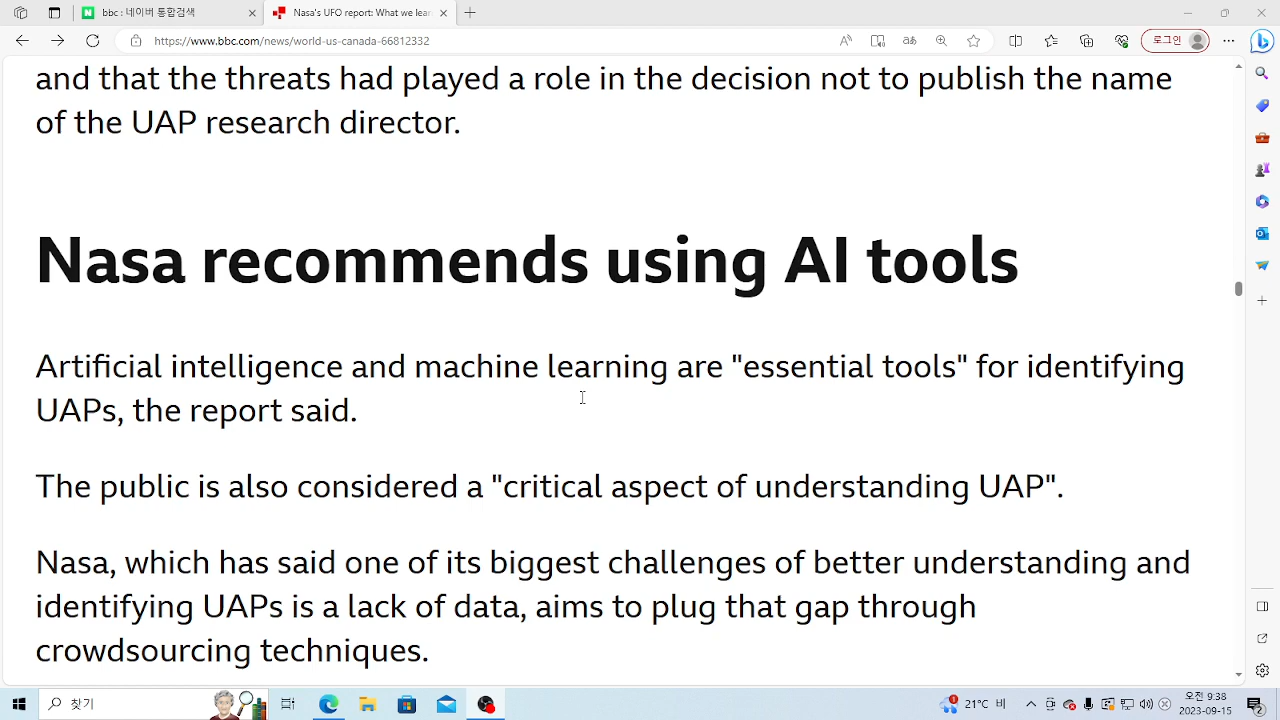 bbc : 네이버 통합검색
Nasa's UFO report: What we lear
https://www.bbc.com/news/world-us-canada-66812332
로그인
and that the threats had played a role in the decision not to publish the name
of the UAP research director.
Nasa recommends using AI tools
Artificial intelligence and machine learning are "essential tools" for identifying
UAPs, the report said.
The public is also considered a "critical aspect of understanding UAP".
Nasa, which has said one of its biggest challenges of better understanding and
identifying UAPs is a lack of data, aims to plug that gap through
crowdsourcing techniques.
찾기
21°C 비
오전 9:38
2023-09-15